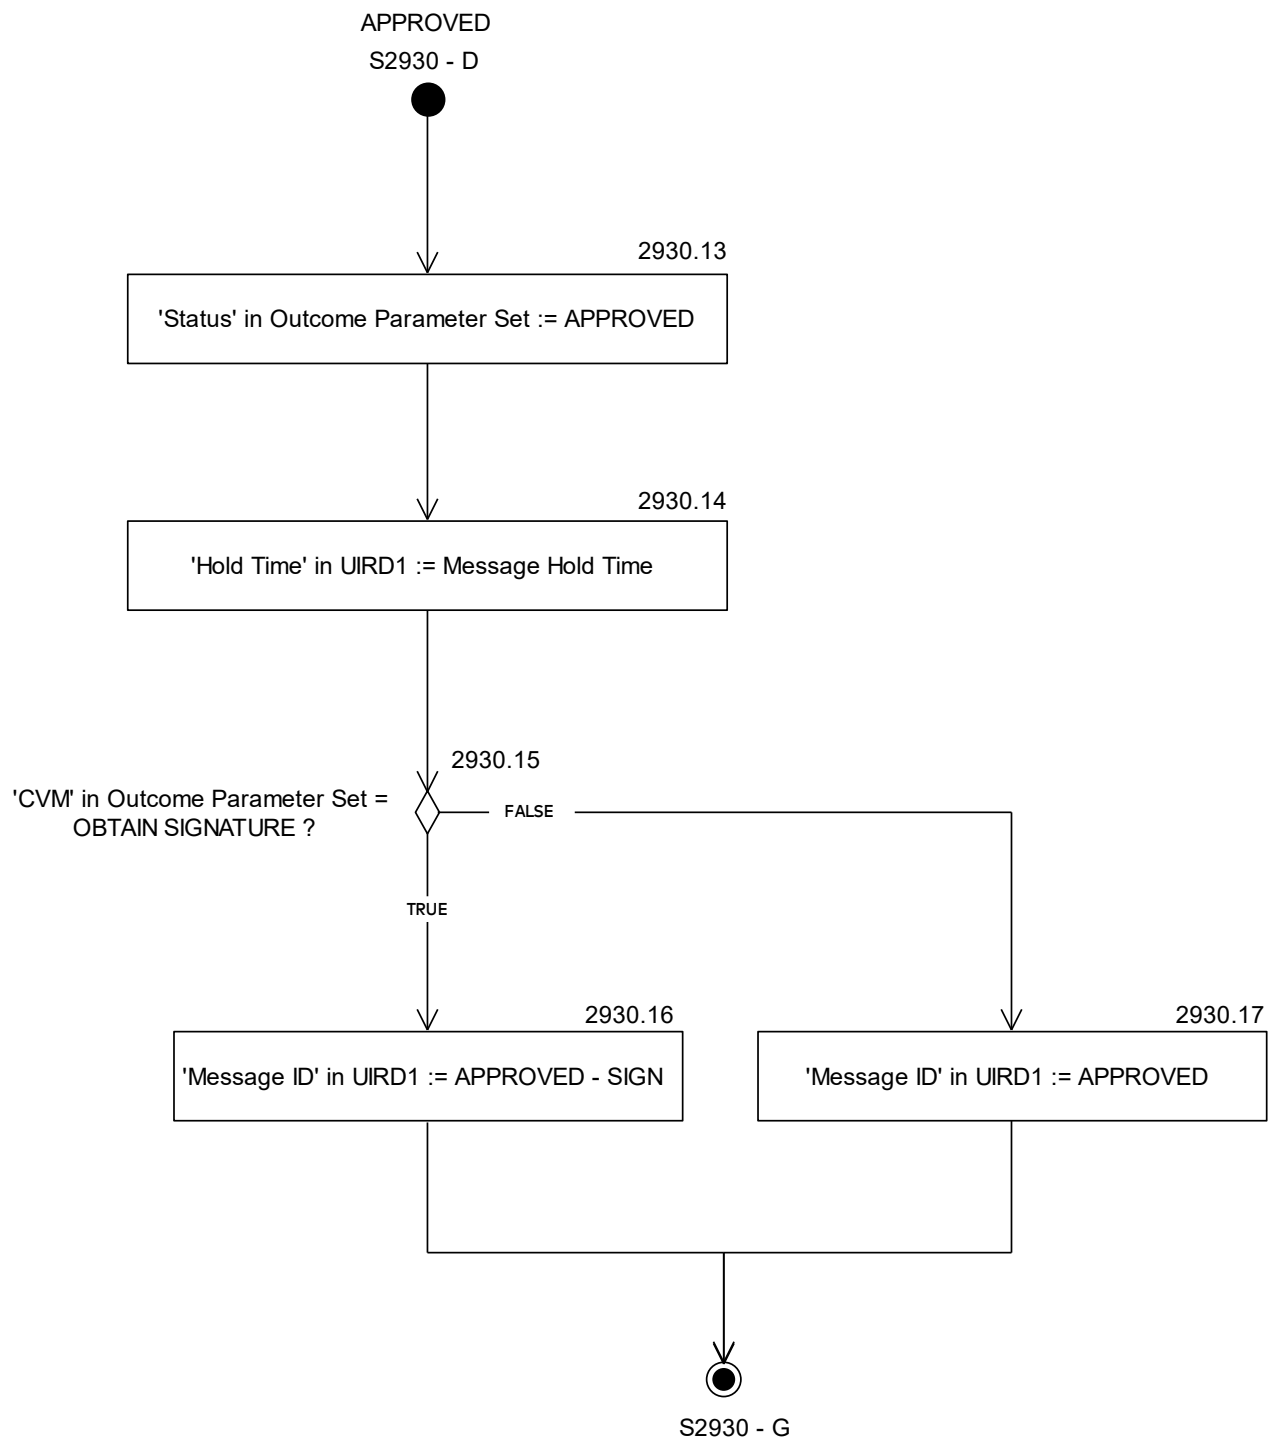 APPROVED
S2930 - D
2930.13
'Status' in Outcome Parameter Set := APPROVED
2930.14
'Hold Time' in UIRD1 := Message Hold Time
2930.15
'CVM' in Outcome Parameter Set =
OBTAIN SIGNATURE ?
FALSE
TRUE
2930.16
'Message ID' in UIRD1 := APPROVED - SIGN
2930.17
'Message ID' in UIRD1 := APPROVED
S2930 - G